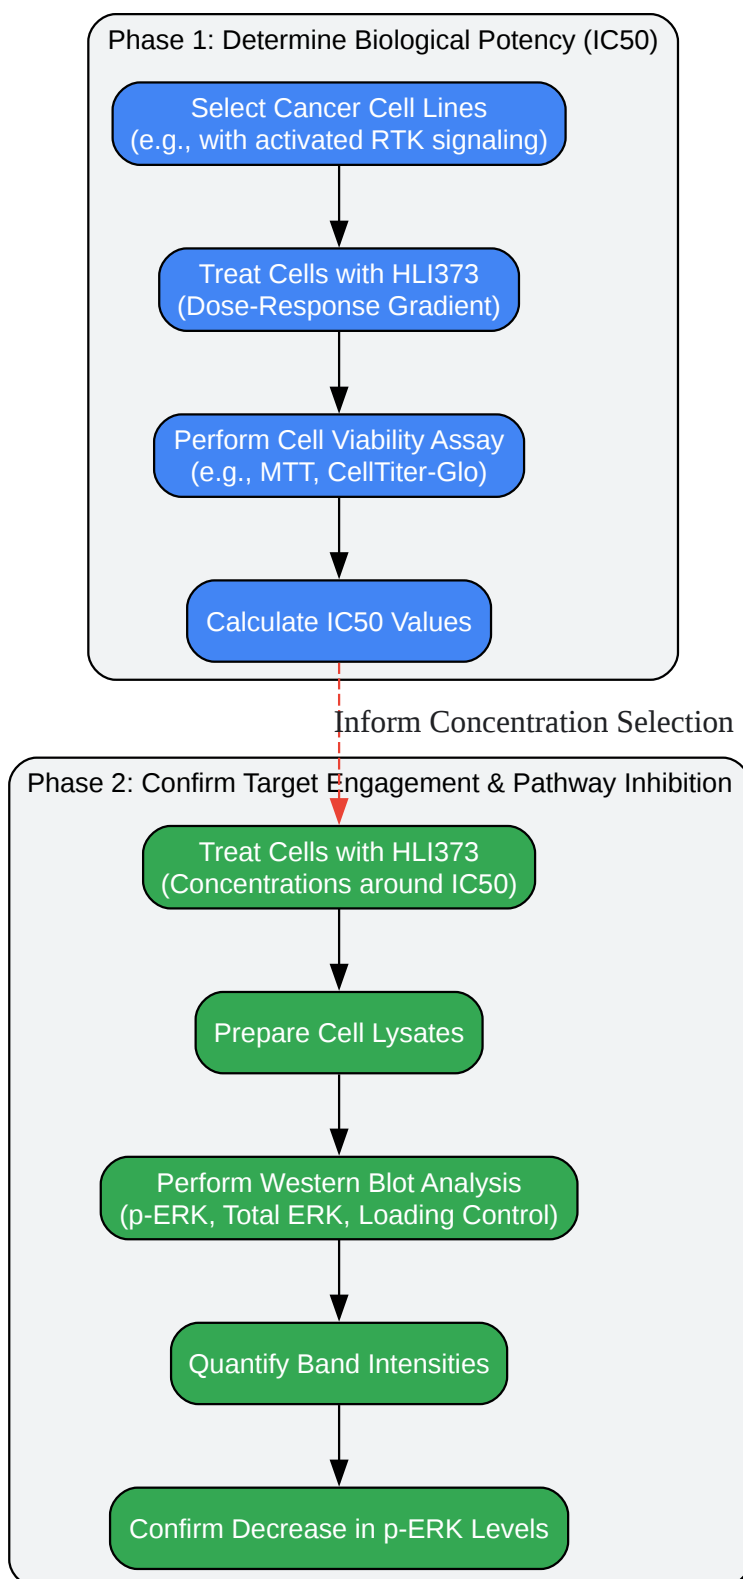 Phase 1: Determine Biological Potency (IC50)
Select Cancer Cell Lines
(e.g., with activated RTK signaling)
Treat Cells with HLI373
(Dose-Response Gradient)
Perform Cell Viability Assay
(e.g., MTT, CellTiter-Glo)
Calculate IC50 Values
Inform Concentration Selection
Phase 2: Confirm Target Engagement & Pathway Inhibition
Treat Cells with HLI373
(Concentrations around IC50)
Prepare Cell Lysates
Perform Western Blot Analysis
(p-ERK, Total ERK, Loading Control)
Quantify Band Intensities
Confirm Decrease in p-ERK Levels